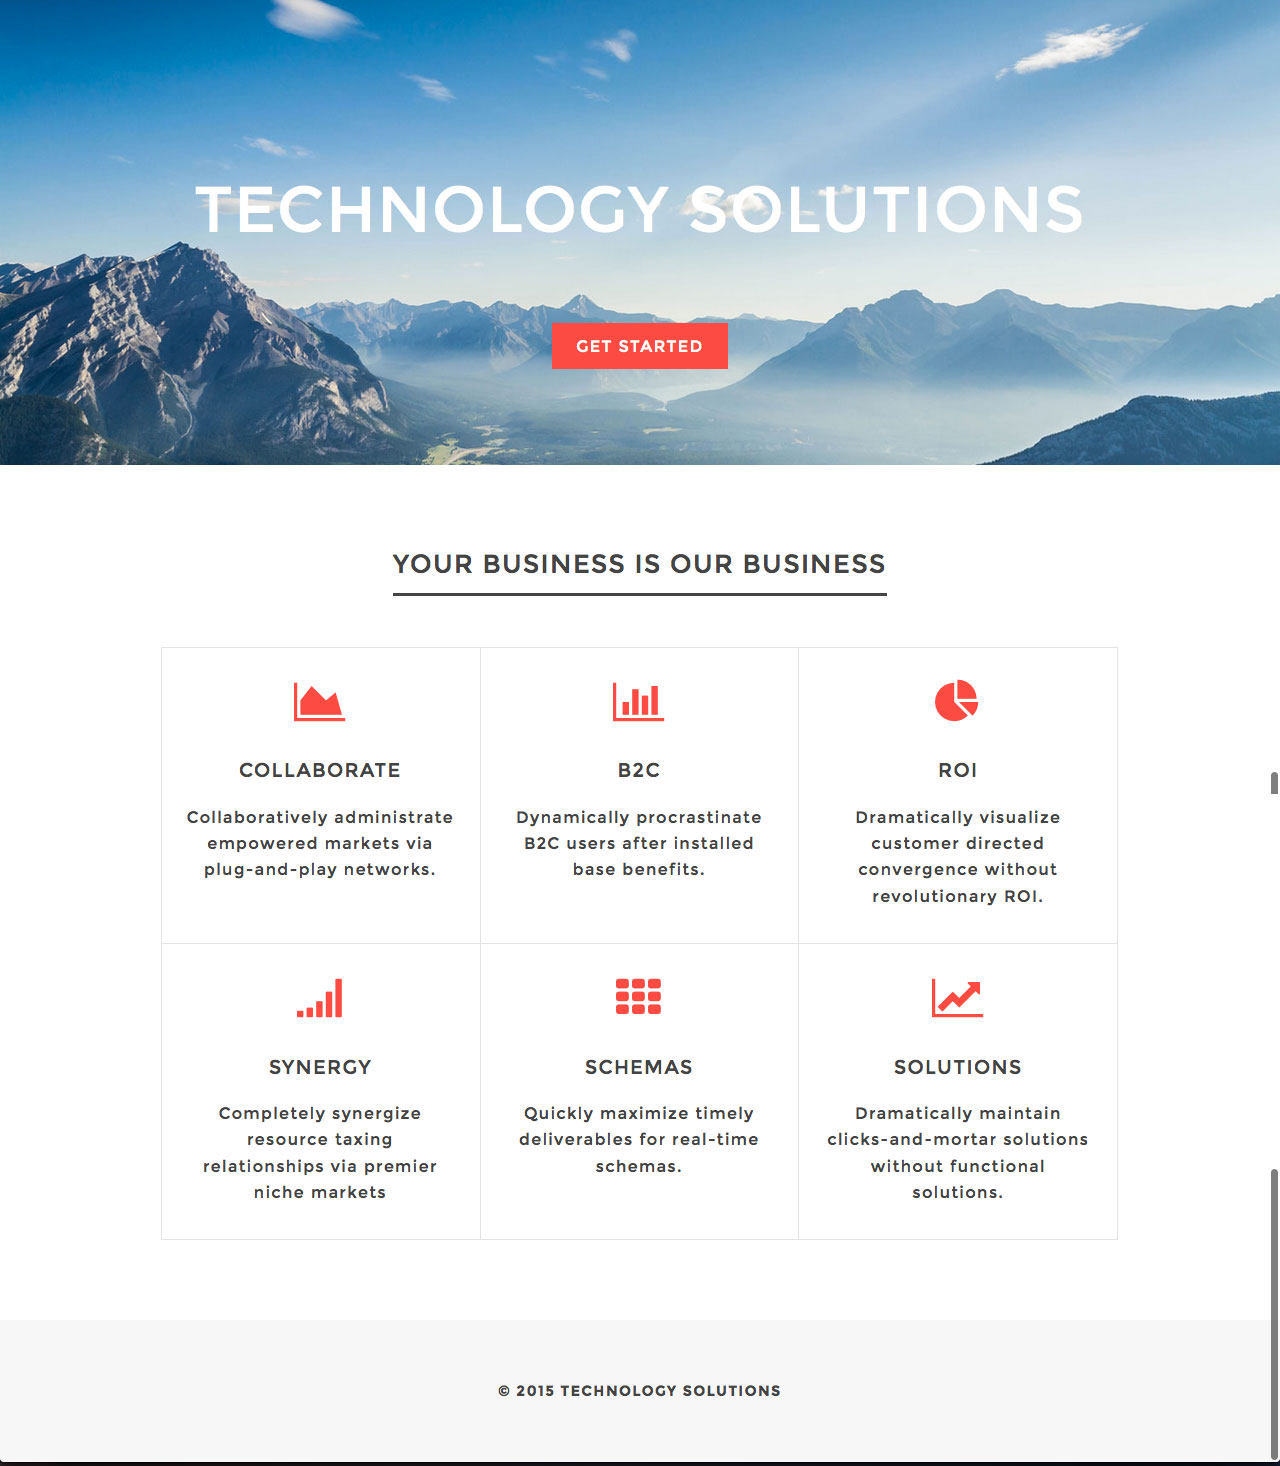 TECHNOLOGY SOLUTIONS
GET STARTED
YOUR BUSINESS IS OUR BUSINESS
COLLABORATE
Collaboratively administrate
empowered markets via
plug-and-play networks.
B2C
Dynamically procrastinate
B2C users after installed
base benefits.
ROI
Dramatically visualize
customer directed
convergence without
revolutionary ROI.
SYNERGY
Completely synergize
resource taxing
relationships via premier
niche markets
SCHEMAS
Quickly maximize timely
deliverables for real-time
schemas.
SOLUTIONS
Dramatically maintain
clicks-and-mortar solutions
without functional
solutions.
© 2015 TECHNOLOGY SOLUTIONS